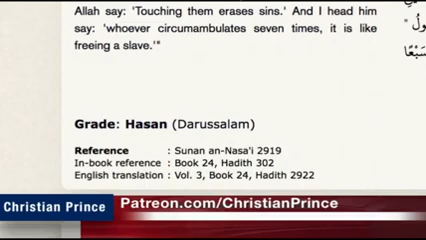 Allah say: 'Touching them erases sins.' And I head him
say: 'whoever circumambulates seven times, it is like
freeing a slave.'"
Grade: Hasan (Darussalam)
Reference : Sunan an-Nasa'i 2919
In-book reference : Book 24, Hadith 302
English translation : Vol. 3, Book 24, Hadith 2922
Christian Prince
Patreon.com/ChristianPrince